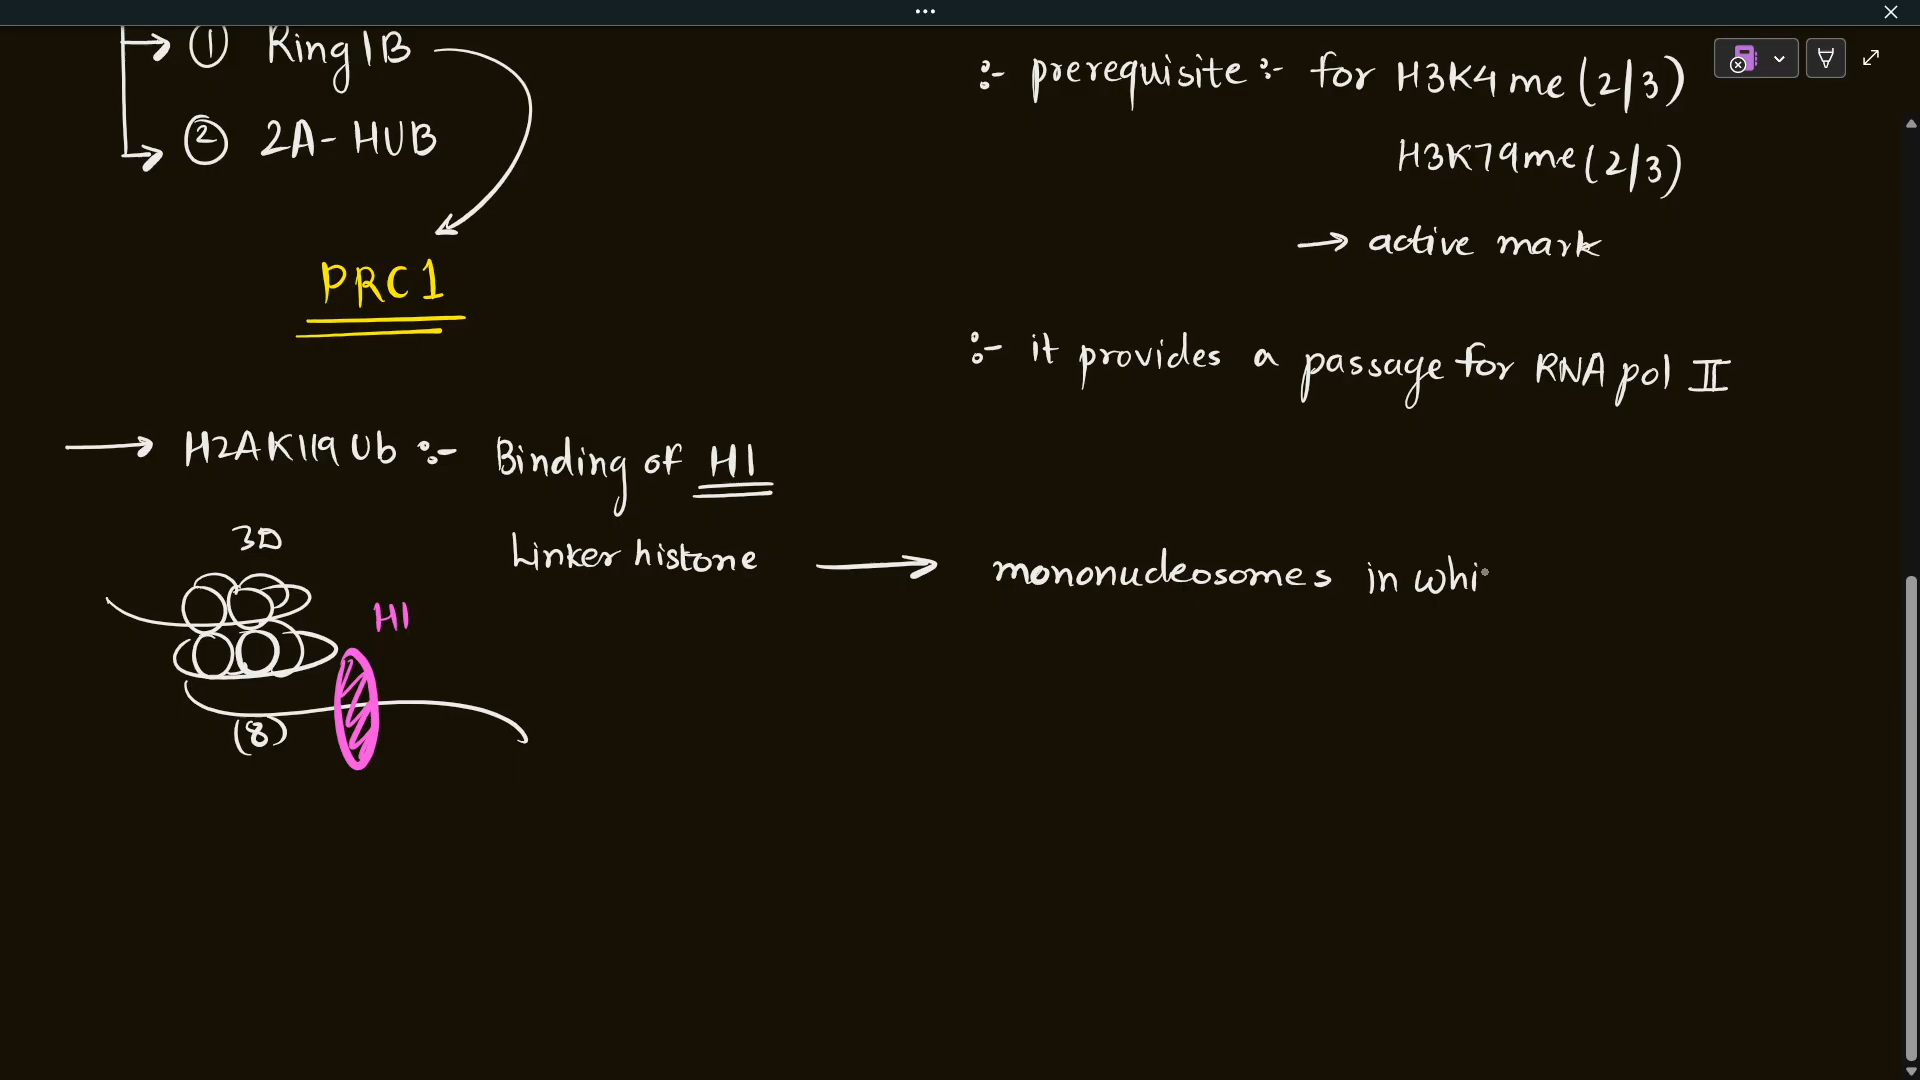 ① Ring1B
② 2A-HUB
PRC1
:- prerequisite :- for H3K4me(2/3)
H3K79me(2/3)
→ active mark
:- it provides a passage for RNA pol II
→ H2AK119Ub :- Binding of H1
Linker histone → mononucleosomes in whi
3D
H1
(8)